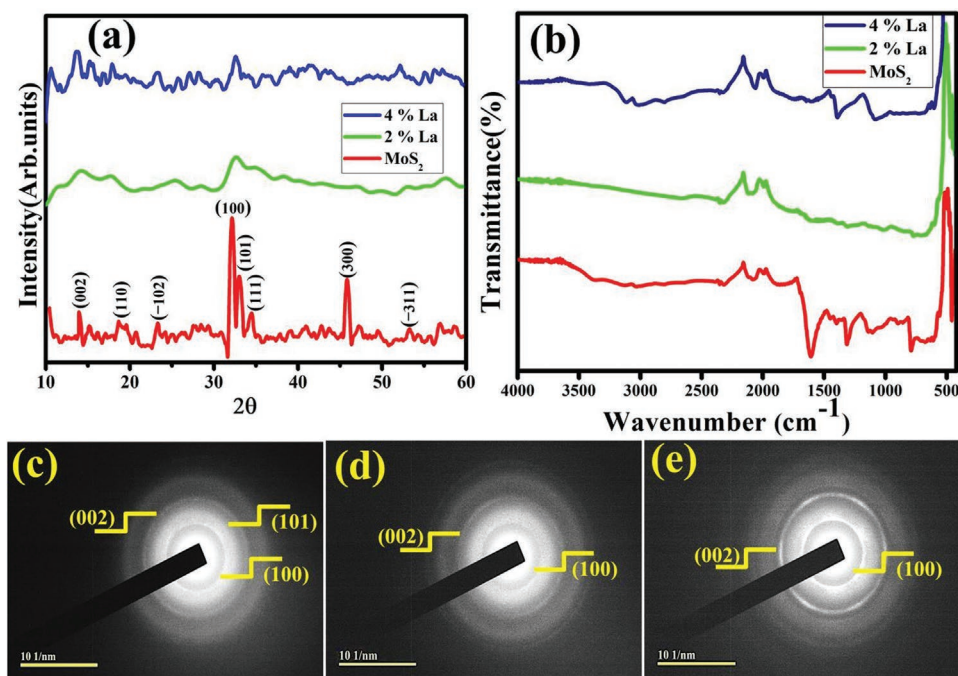 (a)
4 % La
2 % La
MoS2
(100)
(101)
(111)
(002)
(110)
(−102)
(300)
(−311)
Intensity(Arb.units)
10 20 30 40 50 60
2θ
(b)
4 % La
2 % La
MoS2
Transmittance(%)
4000 3500 3000 2500 2000 1500 1000 500
Wavenumber (cm-1)
(c)
(002)
(101)
(100)
10 1/nm
(d)
(002)
(100)
10 1/nm
(e)
(002)
(100)
10 1/nm